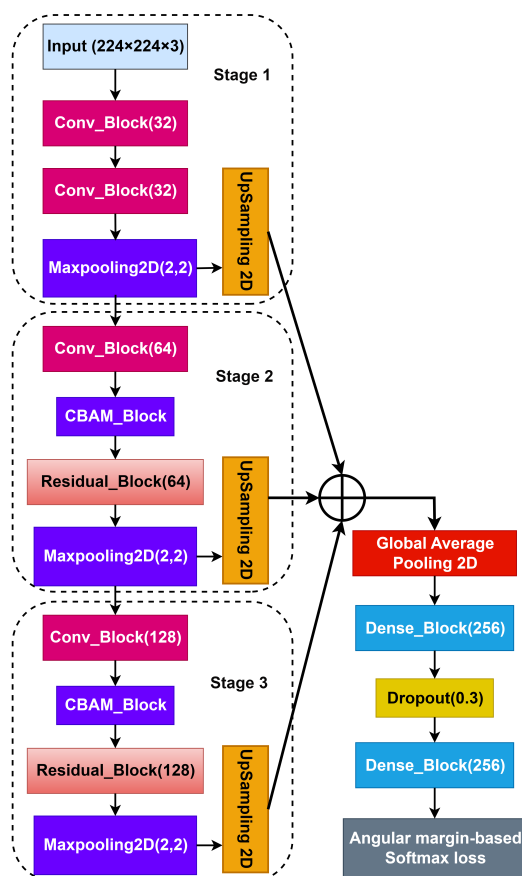 Input (224×224×3)
Stage 1
Conv_Block(32)
Conv_Block(32)
Maxpooling2D(2,2)
UpSampling 2D
Conv_Block(64)
Stage 2
CBAM_Block
Residual_Block(64)
Maxpooling2D(2,2)
UpSampling 2D
Conv_Block(128)
Stage 3
CBAM_Block
Residual_Block(128)
Maxpooling2D(2,2)
UpSampling 2D
Global Average
Pooling 2D
Dense_Block(256)
Dropout(0.3)
Dense_Block(256)
Angular margin-based
Softmax loss